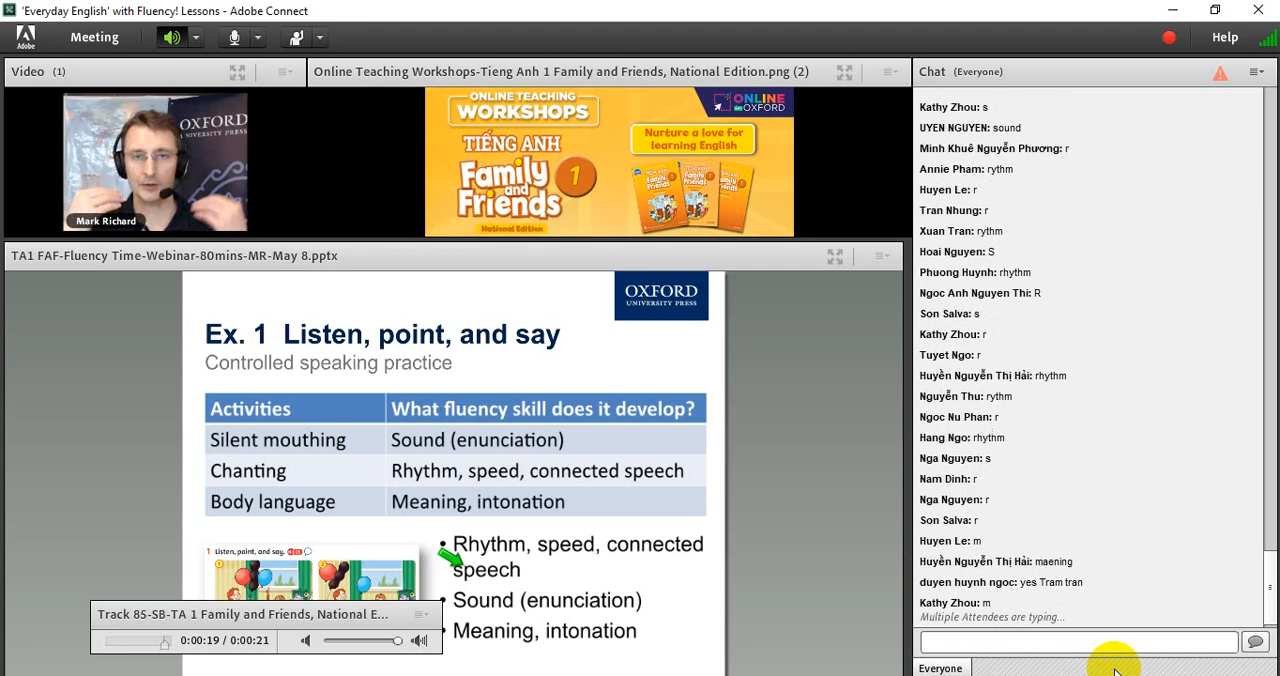 'Everyday English' with Fluency! Lessons - Adobe Connect
Adobe
Meeting
Help
Video (1)
Online Teaching Workshops-Tieng Anh 1 Family and Friends, National Edition.png (2)
Chat (Everyone)
OXFORD
UNIVERSITY PRESS
Mark Richard
ONLINE TEACHING
WORKSHOPS
TIẾNG ANH
Family
and
Friends
1
National Edition
ONLINE
OXFORD
Nurture a love for
learning English
Family
Friends
Family
Friends
TA1 FAF-Fluency Time-Webinar-80mins-MR-May 8.pptx
OXFORD
UNIVERSITY PRESS
Ex. 1 Listen, point, and say
Controlled speaking practice
Activities What fluency skill does it develop?
Silent mouthing Sound (enunciation)
Chanting Rhythm, speed, connected speech
Body language Meaning, intonation
1 Listen, point, and say.
1
2
• Rhythm, speed, connected
speech
• Sound (enunciation)
• Meaning, intonation
Track 85-SB-TA 1 Family and Friends, National E...
0:00:19 / 0:00:21
Kathy Zhou: s
UYEN NGUYEN: sound
Minh Khuê Nguyễn Phương: r
Annie Pham: rythm
Huyen Le: r
Tran Nhung: r
Xuan Tran: rythm
Hoai Nguyen: S
Phuong Huynh: rhythm
Ngoc Anh Nguyen Thi: R
Son Salva: s
Kathy Zhou: r
Tuyet Ngo: r
Huyền Nguyễn Thị Hải: rhythm
Nguyễn Thu: rythm
Ngoc Nu Phan: r
Hang Ngo: rhythm
Nga Nguyen: s
Nam Dinh: r
Nga Nguyen: r
Son Salva: r
Huyen Le: m
Huyền Nguyễn Thị Hải: maening
duyen huynh ngoc: yes Tram tran
Kathy Zhou: m
Multiple Attendees are typing...
Everyone